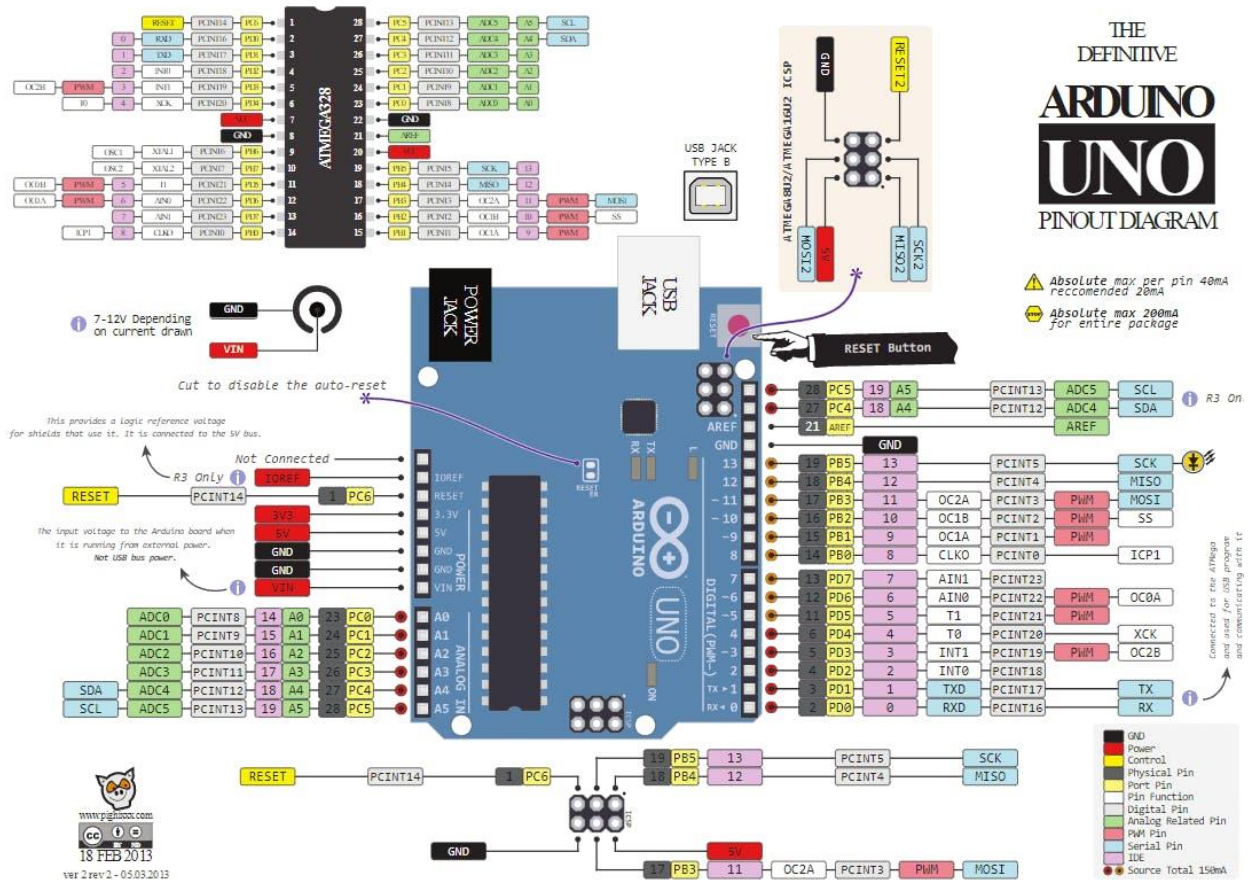 THE
DEFINITIVE
ARDUINO
UNO
PINOUT DIAGRAM
Absolute max per pin 40mA
reccomended 20mA
STOP
Absolute max 200mA
for entire package
ATMEGA328
RESET PCINT14 PC6 1
0 RXD PCINT16 PD0 2
1 TXD PCINT17 PD1 3
2 INT0 PCINT18 PD2 4
OC2B PWM 3 INT1 PCINT19 PD3 5
T0 4 XCK PCINT20 PD4 6
VCC 7
GND 8
OSC1 XTAL1 PCINT6 PB6 9
OSC2 XTAL2 PCINT7 PB7 10
OC0B PWM 5 T1 PCINT21 PD5 11
OC0A PWM 6 AIN0 PCINT22 PD6 12
7 AIN1 PCINT23 PD7 13
ICP1 8 CLKO PCINT0 PB0 14
28 PC5 PCINT13 ADC5 A5 SCL
27 PC4 PCINT12 ADC4 A4 SDA
26 PC3 PCINT11 ADC3 A3
25 PC2 PCINT10 ADC2 A2
24 PC1 PCINT9 ADC1 A1
23 PC0 PCINT8 ADC0 A0
22 GND
21 AREF
20 VCC
19 PB5 PCINT5 SCK 13
18 PB4 PCINT4 MISO 12
17 PB3 PCINT3 OC2A 11 PWM MOSI
16 PB2 PCINT2 OC1B 10 PWM SS
15 PB1 PCINT1 OC1A 9 PWM
USB JACK
TYPE B
ATMEGA8U2/ATMEGA16U2 ICSP
GND
RESET2
MOSI2
5V
MISO2
SCK2
7-12V Depending
on current drawn
GND
VIN
POWER
JACK
USB
JACK
RESET
RESET Button
Cut to disable the auto-reset
This provides a logic reference voltage
for shields that use it. It is connected to the 5V bus.
Not Connected
R3 Only IOREF
RESET PCINT14 1 PC6
3V3
5V
GND
GND
VIN
The input voltage to the Arduino board when
it is running from external power.
Not USB bus power.
ADC0 PCINT8 14 A0 23 PC0
ADC1 PCINT9 15 A1 24 PC1
ADC2 PCINT10 16 A2 25 PC2
ADC3 PCINT11 17 A3 26 PC3
SDA ADC4 PCINT12 18 A4 27 PC4
SCL ADC5 PCINT13 19 A5 28 PC5
IOREF
RESET
3.3V
5V
GND
GND
VIN
POWER
A0
A1
A2
A3
A4
A5
ANALOG IN
RX
TX
L
RESET
EN
ARDUINO
UNO
ON
ICSP
AREF
GND
13
12
~11
~10
~9
8
7
~6
~5
4
~3
2
TX▸1
RX◂0
DIGITAL(PWM~)
28 PC5 19 A5 PCINT13 ADC5 SCL
27 PC4 18 A4 PCINT12 ADC4 SDA
R3 On
21 AREF AREF
GND
19 PB5 13 PCINT5 SCK
18 PB4 12 PCINT4 MISO
17 PB3 11 OC2A PCINT3 PWM MOSI
16 PB2 10 OC1B PCINT2 PWM SS
15 PB1 9 OC1A PCINT1 PWM
14 PB0 8 CLKO PCINT0 ICP1
13 PD7 7 AIN1 PCINT23
12 PD6 6 AIN0 PCINT22 PWM OC0A
11 PD5 5 T1 PCINT21 PWM
6 PD4 4 T0 PCINT20 XCK
5 PD3 3 INT1 PCINT19 PWM OC2B
4 PD2 2 INT0 PCINT18
3 PD1 1 TXD PCINT17 TX
2 PD0 0 RXD PCINT16 RX
Connected to the ATMega
and used for USB program
and communicating with it
RESET PCINT14 1 PC6
19 PB5 13 PCINT5 SCK
18 PB4 12 PCINT4 MISO
ICSP
GND
5V
17 PB3 11 OC2A PCINT3 PWM MOSI
GND
Power
Control
Physical Pin
Port Pin
Pin Function
Digital Pin
Analog Related Pin
PWM Pin
Serial Pin
IDE
Source Total 150mA
www.pighixxx.com
cc
BY ND
18 FEB 2013
ver 2 rev 2 - 05.03.2013